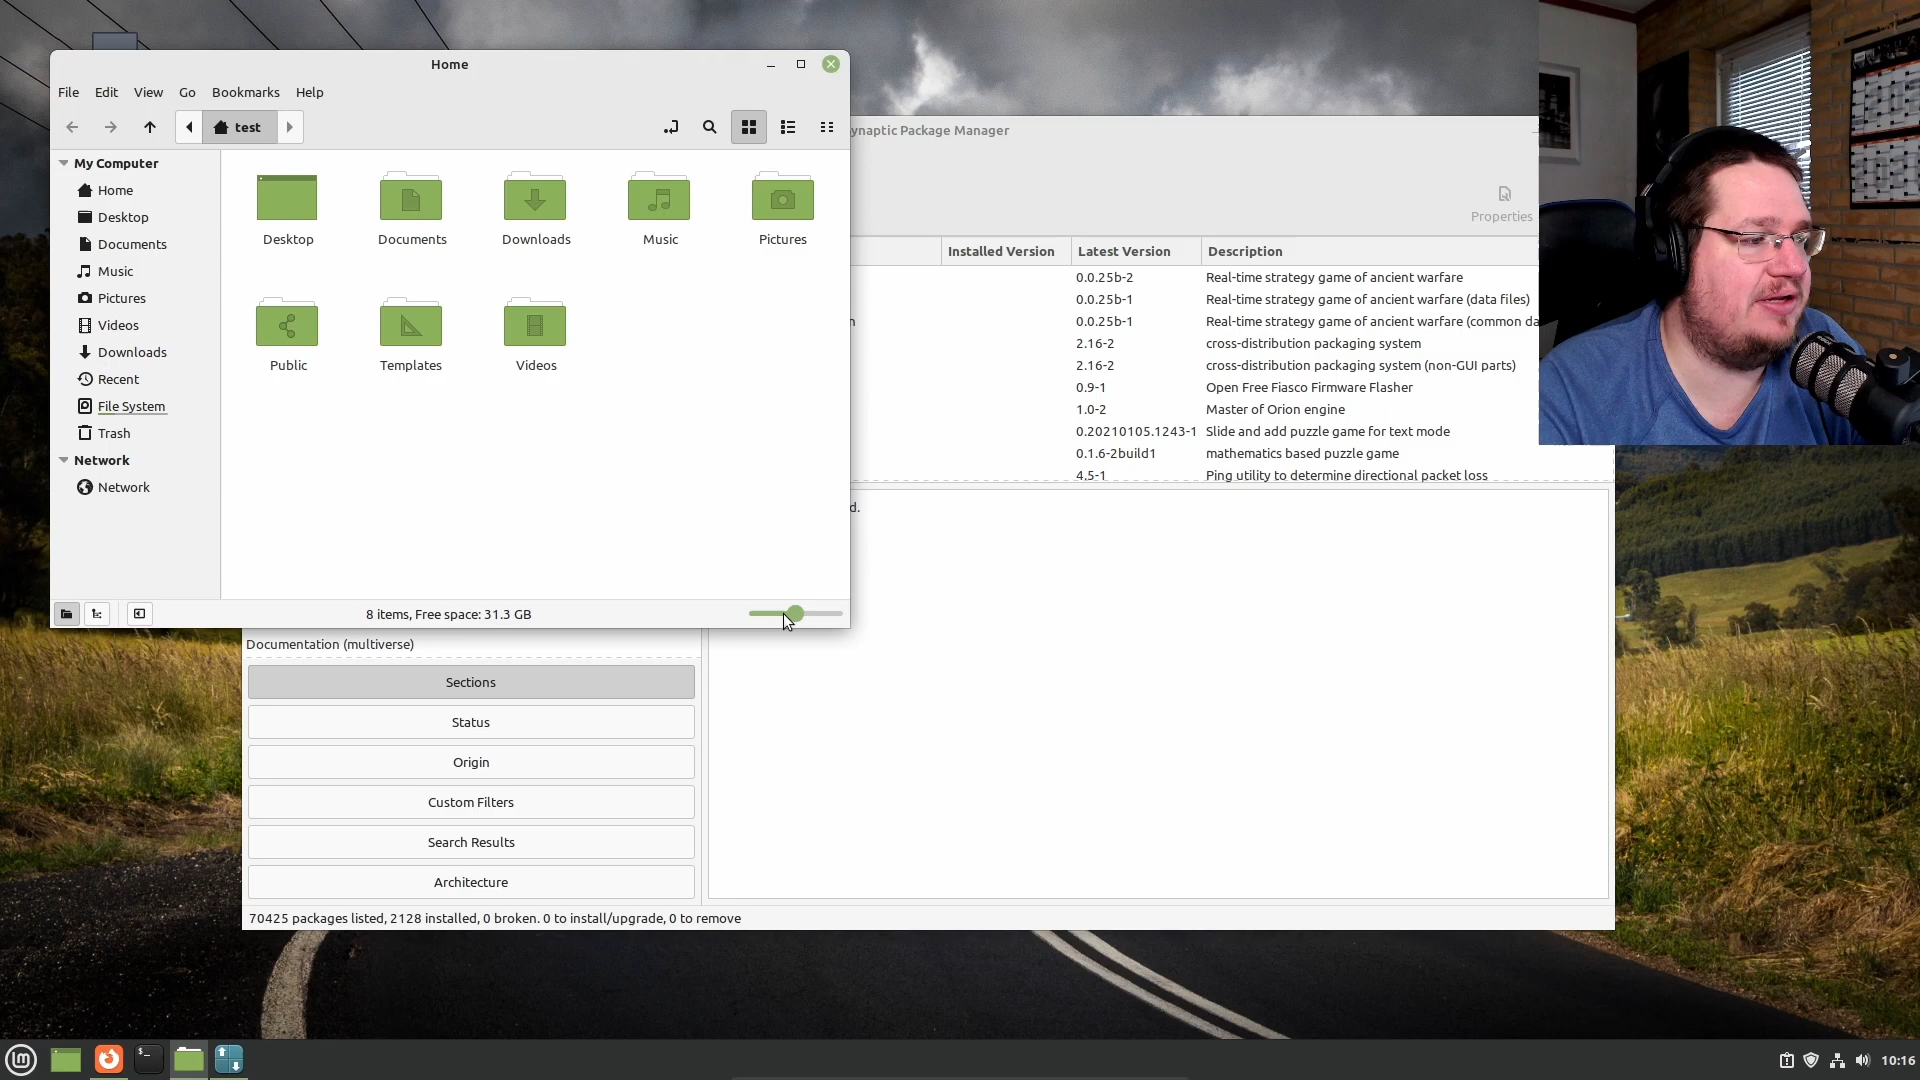 Home
File Edit View Go Bookmarks Help
test
My Computer
Home
Desktop
Documents
Music
Pictures
Videos
Downloads
Recent
File System
Trash
Network
Network
Desktop Documents Downloads Music Pictures
Public Templates Videos
8 items, Free space: 31.3 GB
ynaptic Package Manager
Properties
Installed Version Latest Version Description
0.0.25b-2 Real-time strategy game of ancient warfare
0.0.25b-1 Real-time strategy game of ancient warfare (data files)
n 0.0.25b-1 Real-time strategy game of ancient warfare (common da
2.16-2 cross-distribution packaging system
2.16-2 cross-distribution packaging system (non-GUI parts)
0.9-1 Open Free Fiasco Firmware Flasher
1.0-2 Master of Orion engine
0.20210105.1243-1 Slide and add puzzle game for text mode
0.1.6-2build1 mathematics based puzzle game
4.5-1 Ping utility to determine directional packet loss
d.
Documentation (multiverse)
Sections
Status
Origin
Custom Filters
Search Results
Architecture
70425 packages listed, 2128 installed, 0 broken. 0 to install/upgrade, 0 to remove
10:16